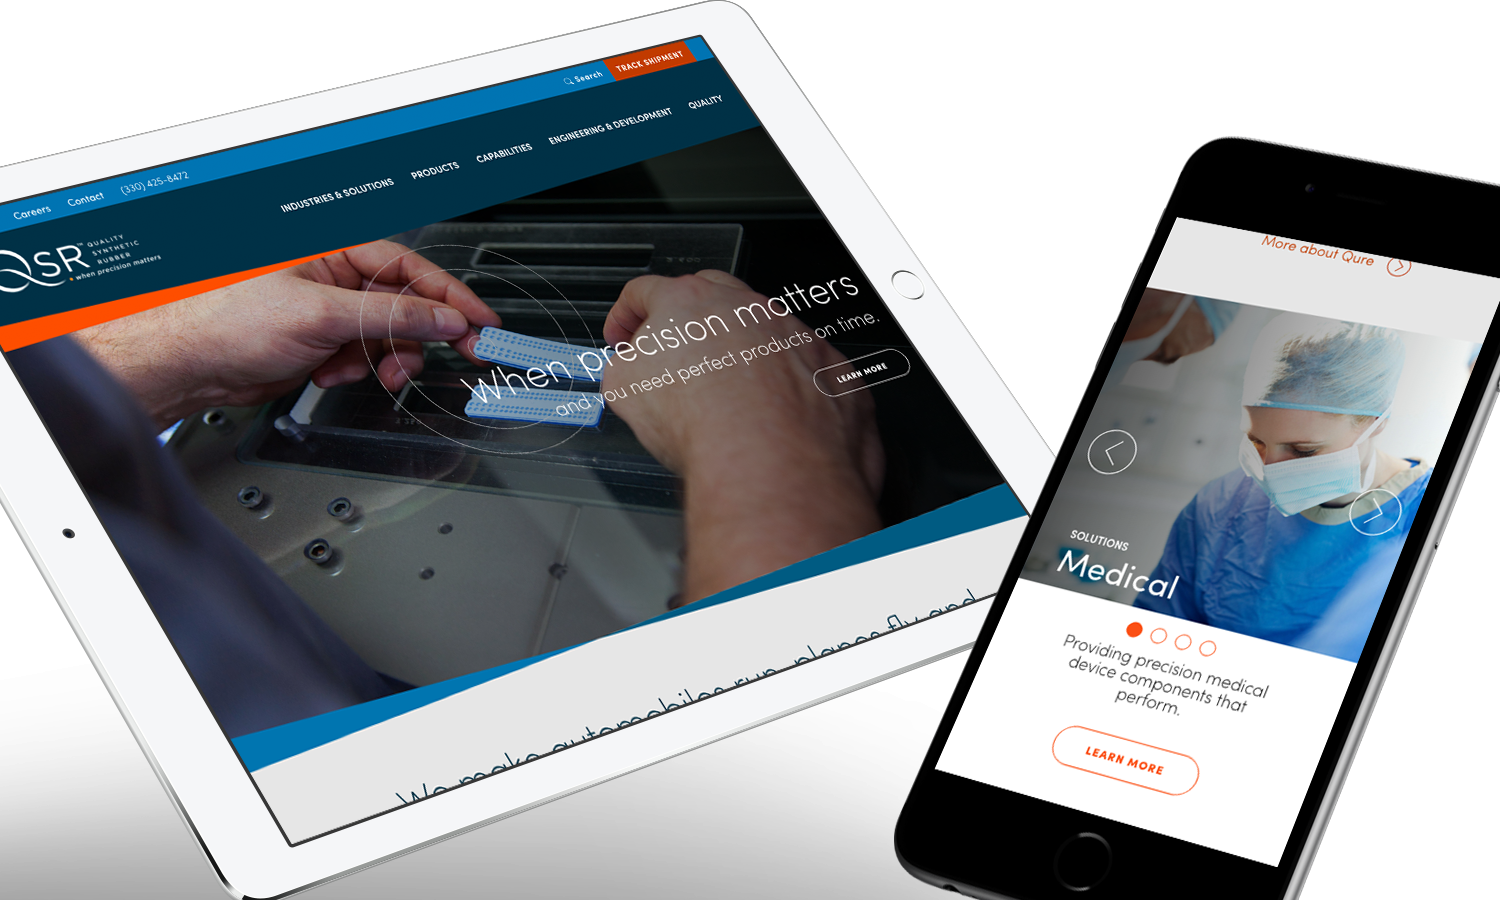 Search
TRACK SHIPMENT
Careers
Contact
(330) 425-8472
INDUSTRIES & SOLUTIONS
PRODUCTS
CAPABILITIES
ENGINEERING & DEVELOPMENT
QUALITY
QSR™
QUALITY
SYNTHETIC
RUBBER
when precision matters
When precision matters
and you need perfect products on time.
LEARN MORE
We make automobiles run, planes fly and
More about Qure
SOLUTIONS
Medical
Providing precision medical
device components that
perform.
LEARN MORE